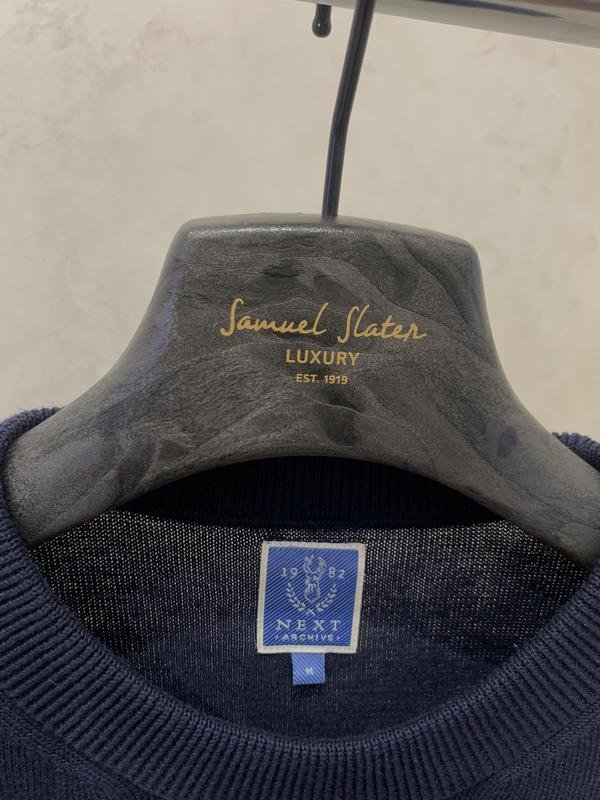 Samuel Slater
LUXURY
EST. 1919
19 82
NEXT
• ARCHIVE •
M